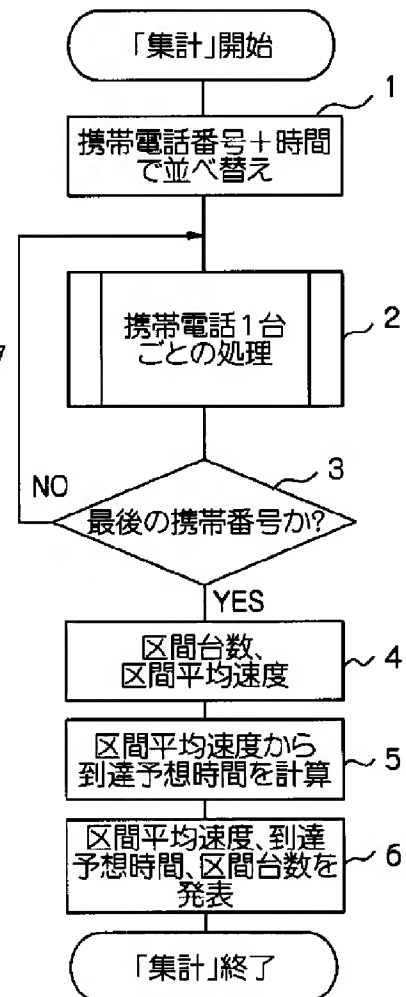 「集計」開始
1
携帯電話番号＋時間
で並べ替え
携帯電話1台
ごとの処理
2
7
3
NO
最後の携帯番号か?
YES
区間台数、
区間平均速度
4
区間平均速度から
到達予想時間を計算
5
区間平均速度、到達
予想時間、区間台数を
発表
6
「集計」終了